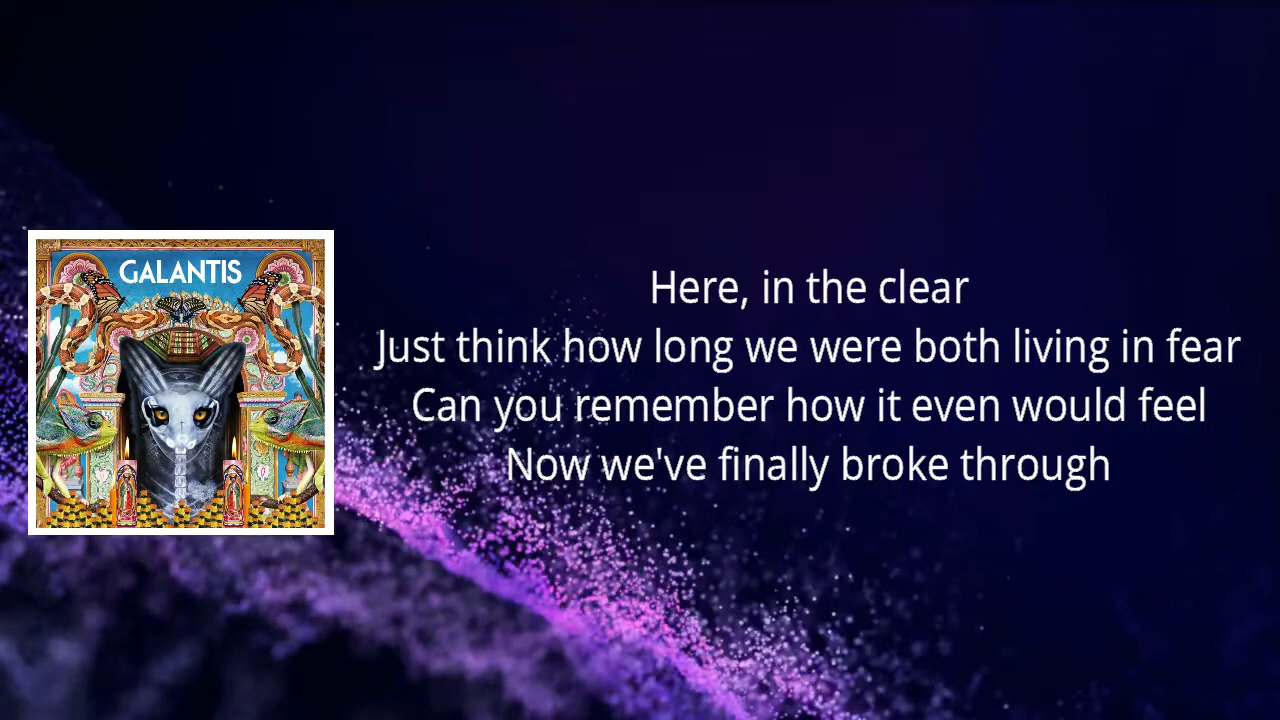 GALANTIS
Here, in the clear
Just think how long we were both living in fear
Can you remember how it even would feel
Now we've finally broke through